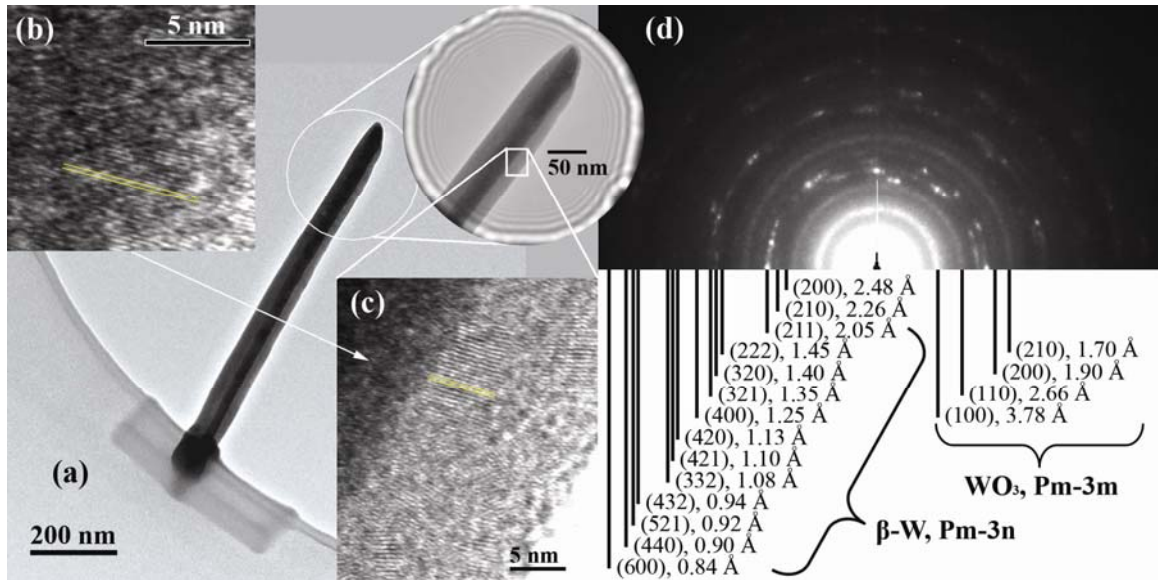 (b)
5 nm
50 nm
(a)
200 nm
(c)
5 nm
(d)
(200), 2.48 Å
(210), 2.26 Å
(211), 2.05 Å
(222), 1.45 Å
(320), 1.40 Å
(321), 1.35 Å
(400), 1.25 Å
(420), 1.13 Å
(421), 1.10 Å
(332), 1.08 Å
(432), 0.94 Å
(521), 0.92 Å
(440), 0.90 Å
(600), 0.84 Å
β-W, Pm-3n
(210), 1.70 Å
(200), 1.90 Å
(110), 2.66 Å
(100), 3.78 Å
WO₃, Pm-3m